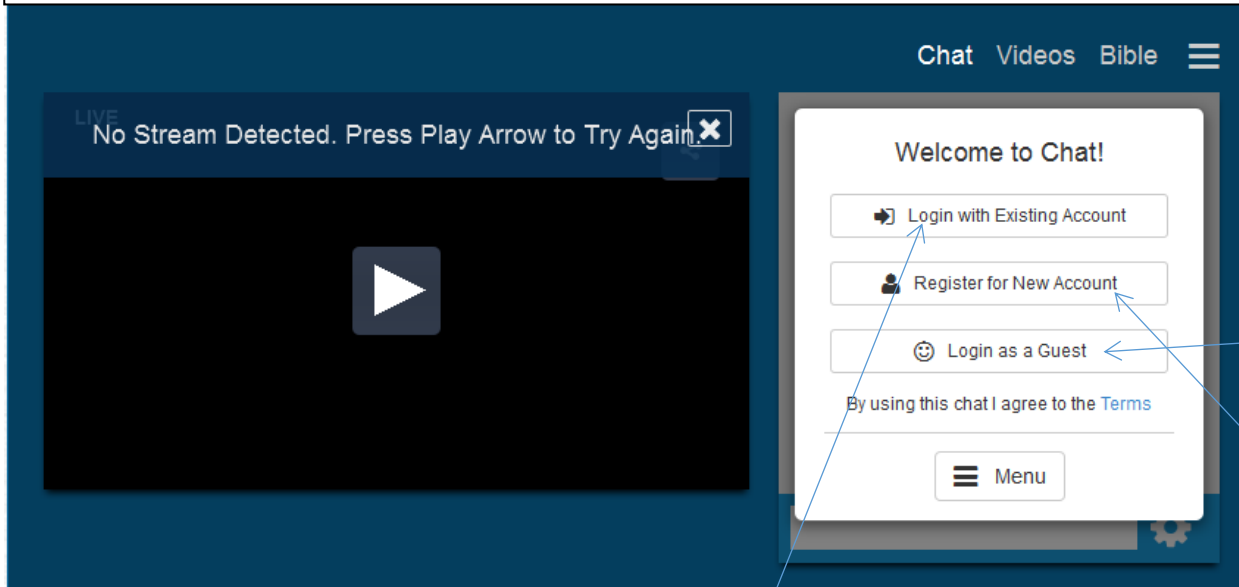 Chat Videos Bible
LIVE
No Stream Detected. Press Play Arrow to Try Again.
Welcome to Chat!
Login with Existing Account
Register for New Account
Login as a Guest
By using this chat I agree to the Terms
Menu